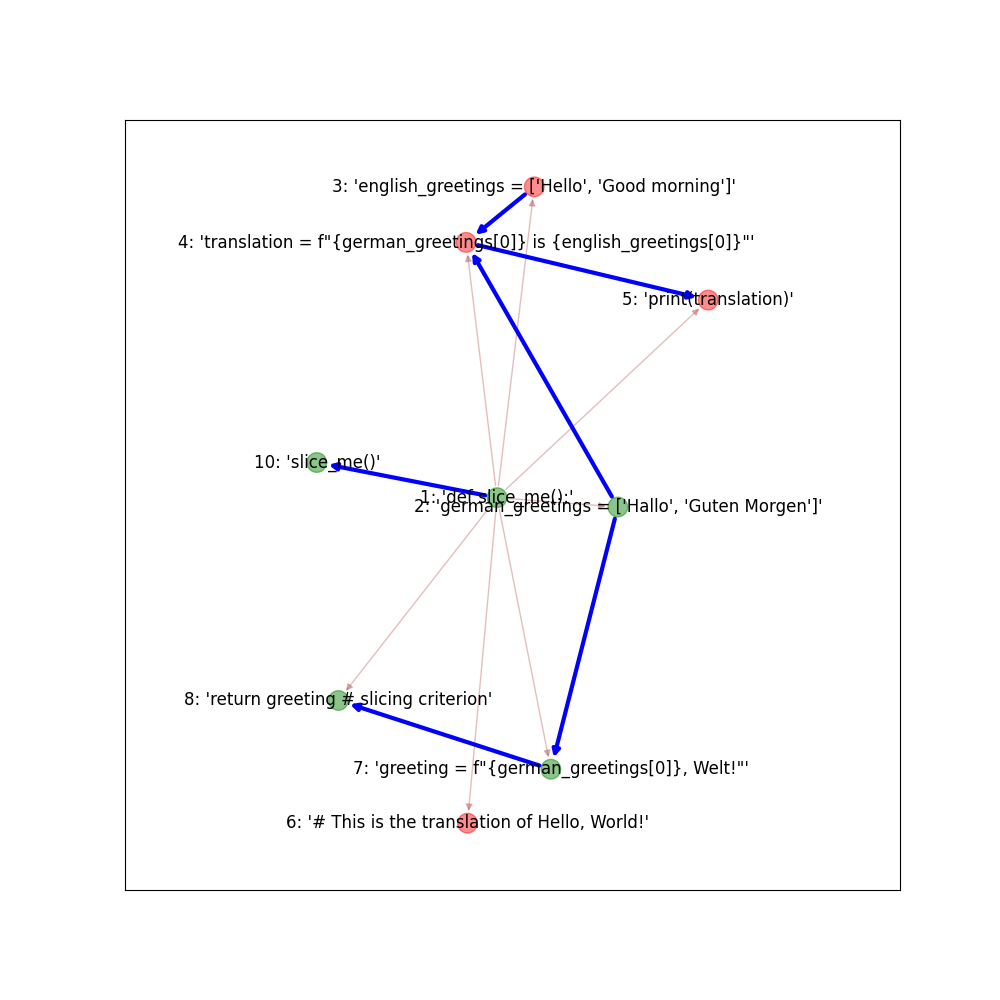 3: 'english_greetings = ['Hello', 'Good morning']'
4: 'translation = f"{german_greetings[0]} is {english_greetings[0]}"'
5: 'print(translation)'
10: 'slice_me()'
1: 'def slice_me():'
2: 'german_greetings = ['Hallo', 'Guten Morgen']'
8: 'return greeting # slicing criterion'
7: 'greeting = f"{german_greetings[0]}, Welt!"'
6: '# This is the translation of Hello, World!'